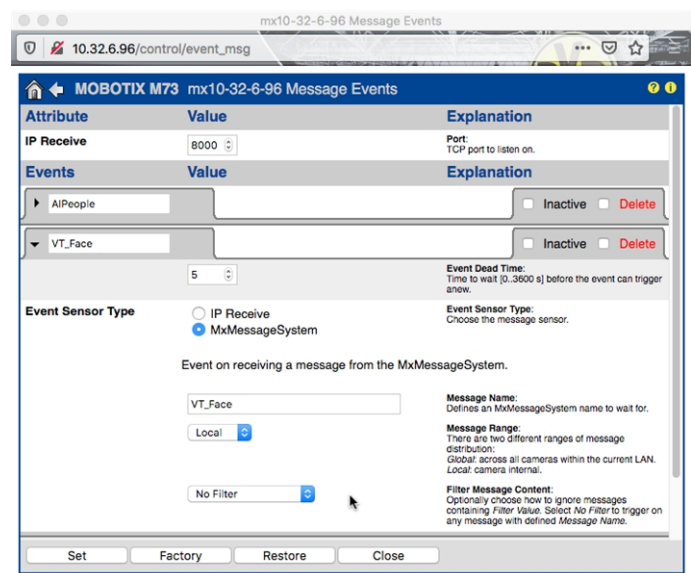 mx10-32-6-96 Message Events
10.32.6.96/control/event_msg
MOBOTIX M73 mx10-32-6-96 Message Events
Attribute Value Explanation
IP Receive 8000 Port:
TCP port to listen on.
Events Value Explanation
AIPeople Inactive Delete
VT_Face Inactive Delete
5 Event Dead Time:
Time to wait [0..3600 s] before the event can trigger
anew.
Event Sensor Type IP Receive Event Sensor Type:
MxMessageSystem Choose the message sensor.
Event on receiving a message from the MxMessageSystem.
VT_Face Message Name:
Defines an MxMessageSystem name to wait for.
Local Message Range:
There are two different ranges of message
distribution:
Global: across all cameras within the current LAN.
Local: camera internal.
No Filter Filter Message Content:
Optionally choose how to ignore messages
containing Filter Value. Select No Filter to trigger on
any message with defined Message Name.
Set Factory Restore Close